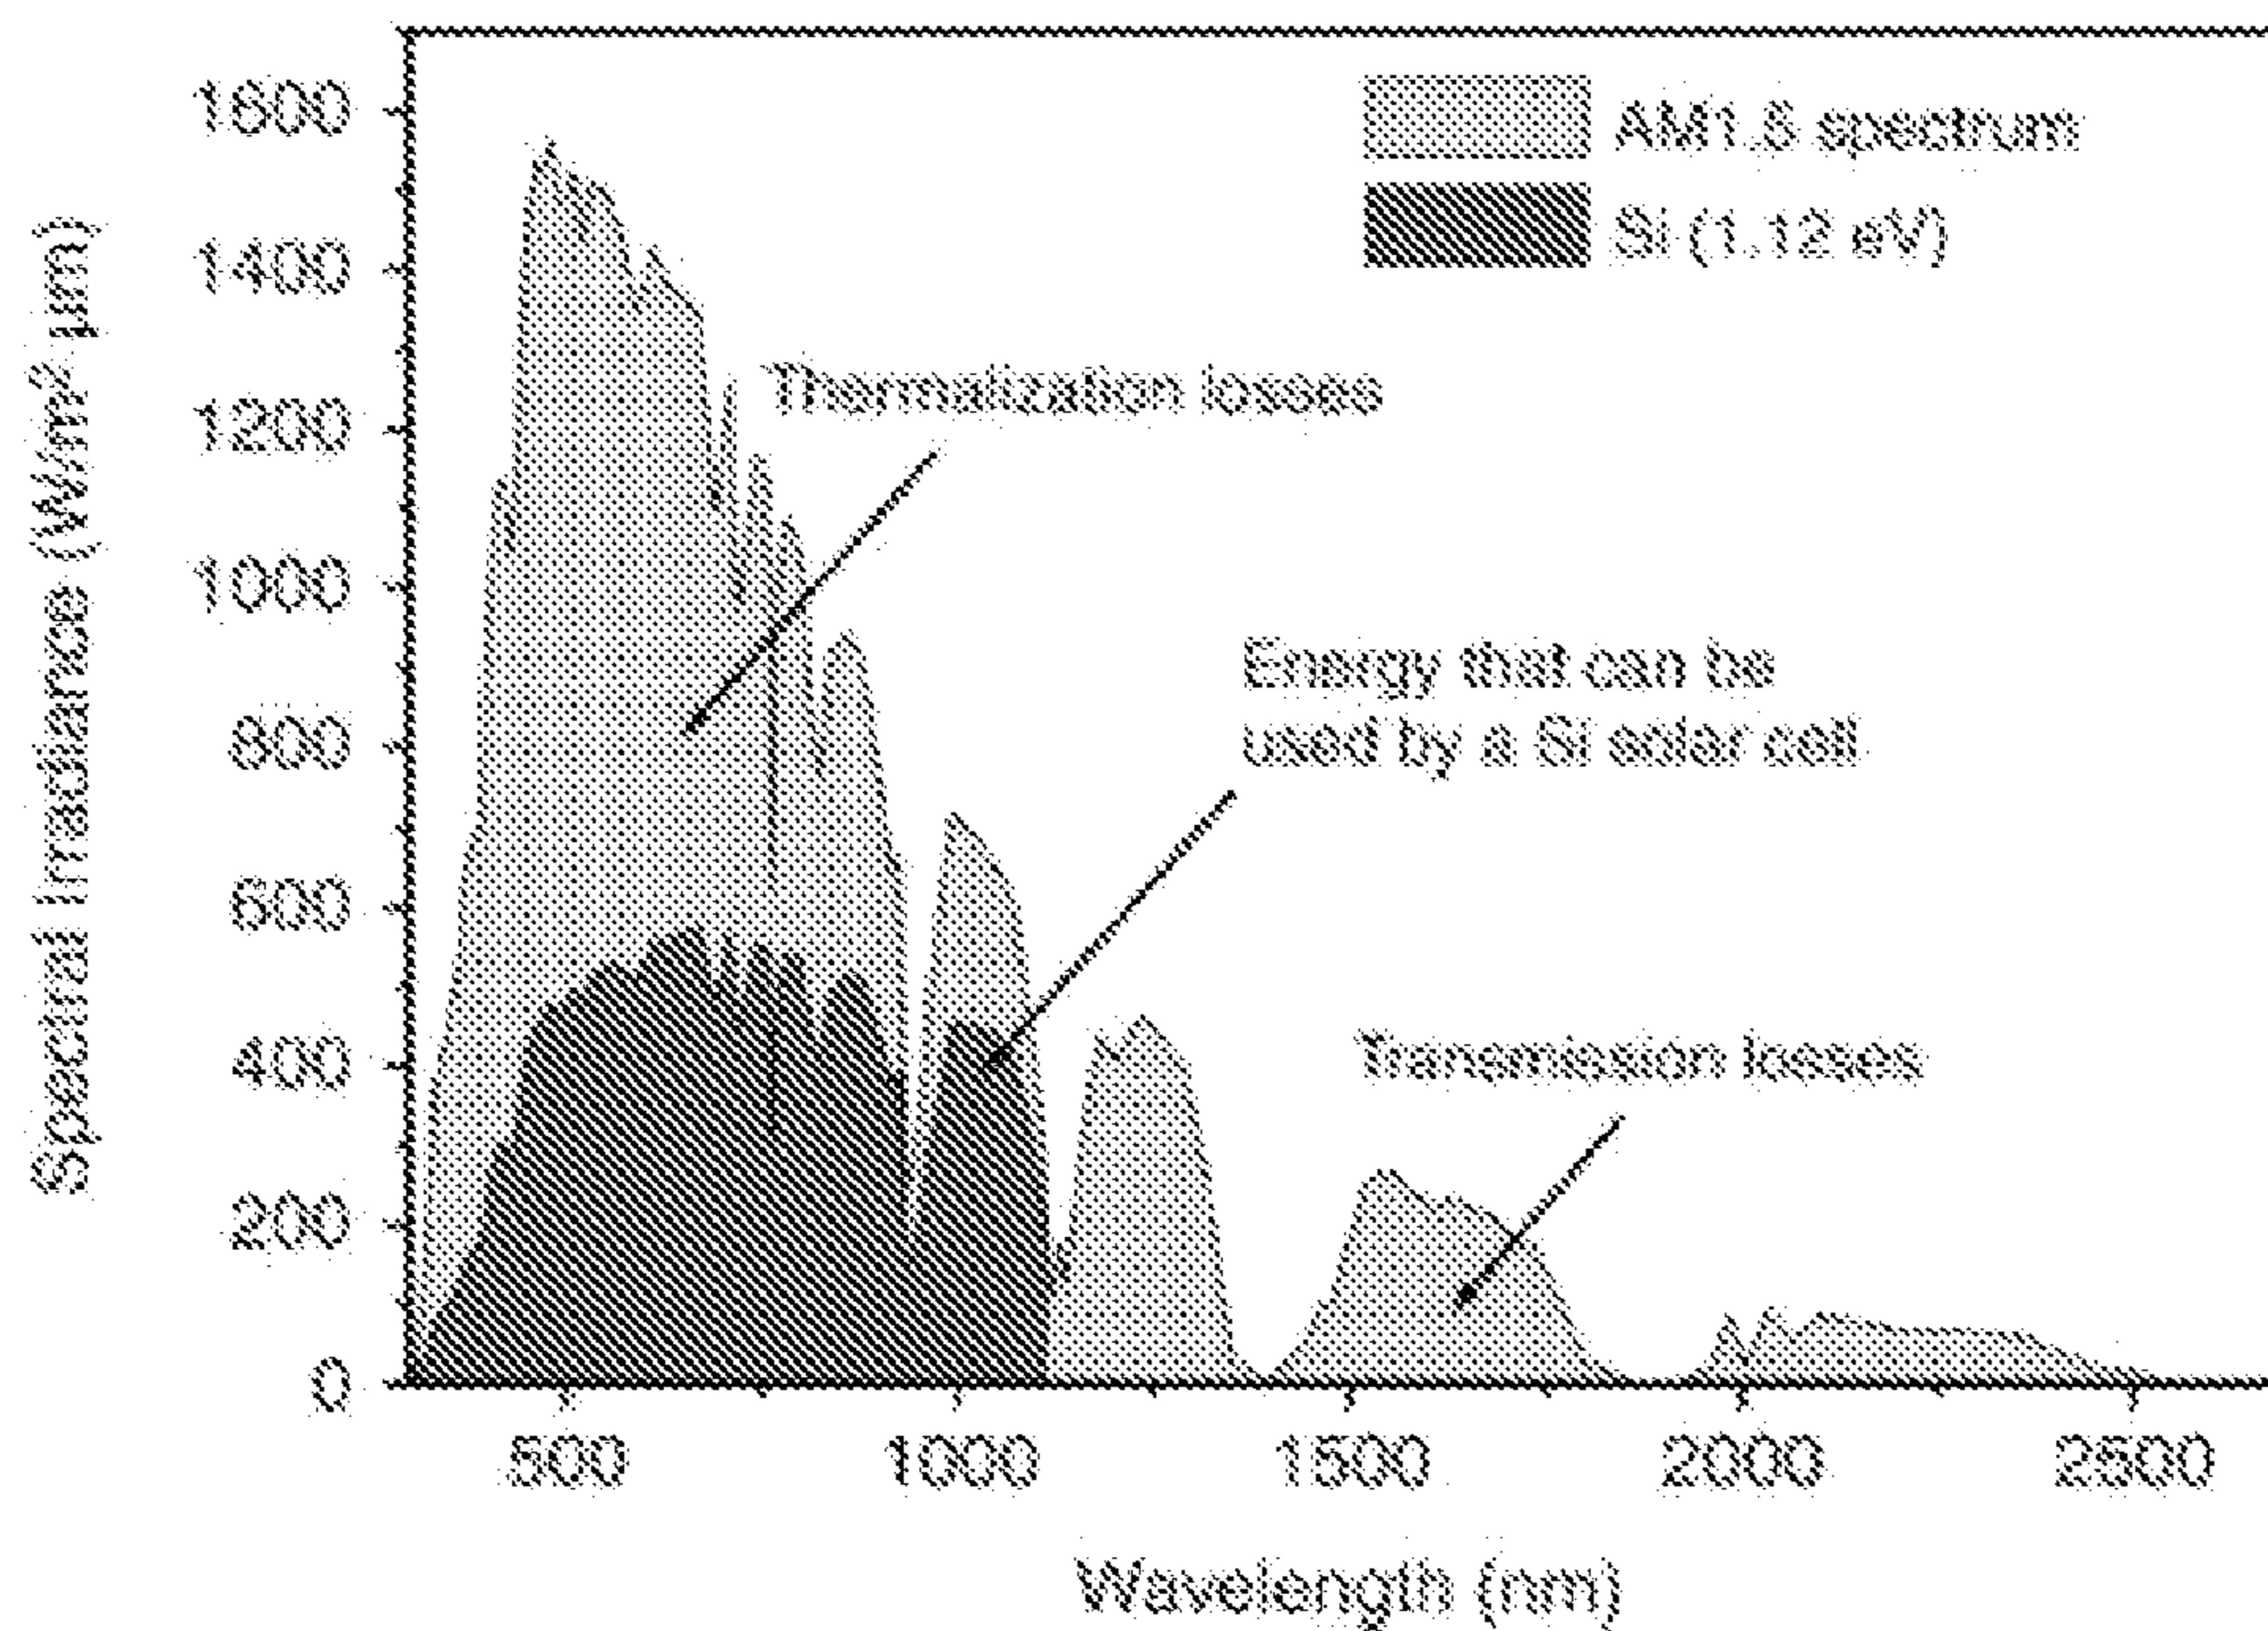 Spectral Irradiance (W/m² μm)
1600
1400
1200
1000
800
600
400
200
0
AM1.5 spectrum
Si (1.12 eV)
Thermalization losses
Energy that can be
used by a Si solar cell
Transmission losses
500
1000
1500
2000
2500
Wavelength (nm)